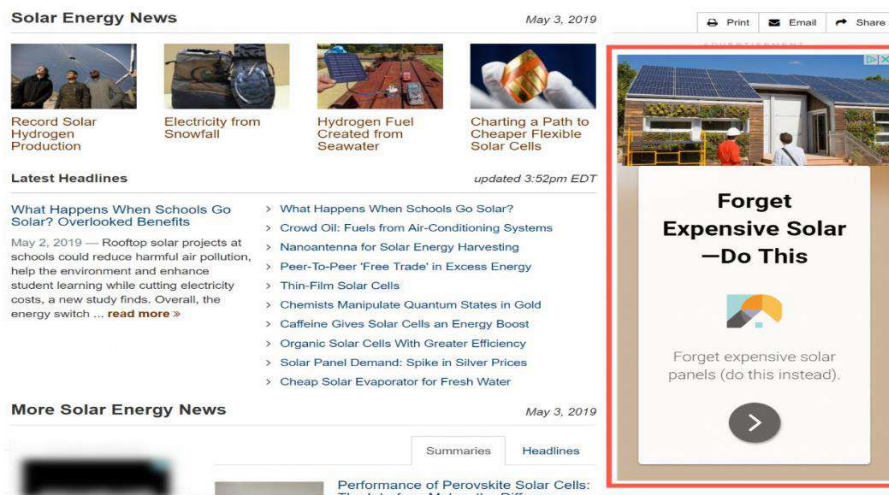 Solar Energy News
May 3, 2019
Print
Email
Share
ADVERTISEMENT
Record Solar
Hydrogen
Production
Electricity from
Snowfall
Hydrogen Fuel
Created from
Seawater
Charting a Path to
Cheaper Flexible
Solar Cells
Latest Headlines
updated 3:52pm EDT
What Happens When Schools Go
Solar? Overlooked Benefits
May 2, 2019 — Rooftop solar projects at
schools could reduce harmful air pollution,
help the environment and enhance
student learning while cutting electricity
costs, a new study finds. Overall, the
energy switch ... read more »
> What Happens When Schools Go Solar?
> Crowd Oil: Fuels from Air-Conditioning Systems
> Nanoantenna for Solar Energy Harvesting
> Peer-To-Peer 'Free Trade' in Excess Energy
> Thin-Film Solar Cells
> Chemists Manipulate Quantum States in Gold
> Caffeine Gives Solar Cells an Energy Boost
> Organic Solar Cells With Greater Efficiency
> Solar Panel Demand: Spike in Silver Prices
> Cheap Solar Evaporator for Fresh Water
Forget
Expensive Solar
—Do This
Forget expensive solar
panels (do this instead).
More Solar Energy News
May 3, 2019
Summaries
Headlines
Performance of Perovskite Solar Cells: